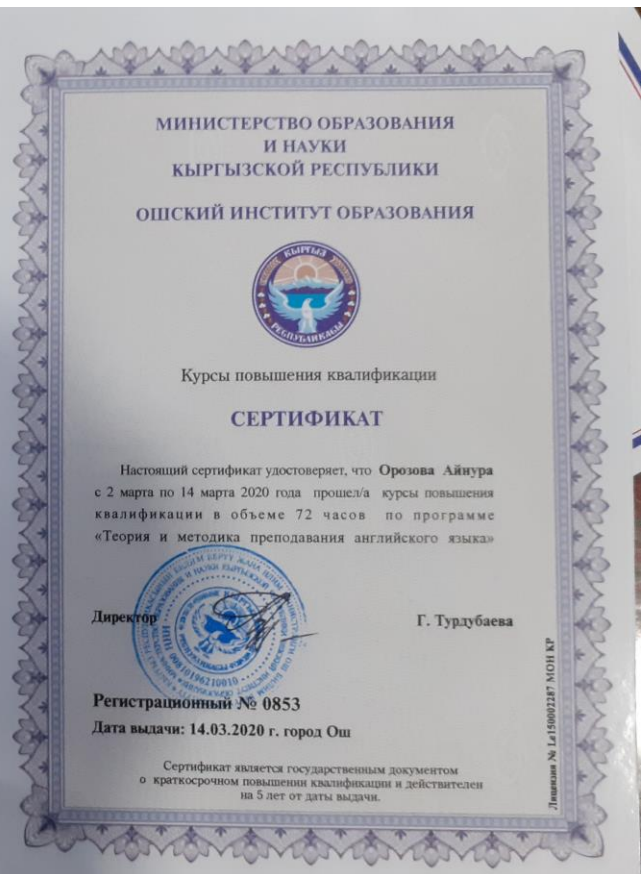 МИНИСТЕРСТВО ОБРАЗОВАНИЯ
И НАУКИ
КЫРГЫЗСКОЙ РЕСПУБЛИКИ
ОШСКИЙ ИНСТИТУТ ОБРАЗОВАНИЯ
КЫРГЫЗ
РЕСПУБЛИКАСЫ
Курсы повышения квалификации
СЕРТИФИКАТ
Настоящий сертификат удостоверяет, что Орозова Айнура
с 2 марта по 14 марта 2020 года прошел/а курсы повышения
квалификации в объеме 72 часов по программе
«Теория и методика преподавания английского языка»
Директор
Г. Турдубаева
Регистрационный № 0853
Дата выдачи: 14.03.2020 г. город Ош
Сертификат является государственным документом
о краткосрочном повышении квалификации и действителен
на 5 лет от даты выдачи.
Лицензия № Le150002287 МОН КР